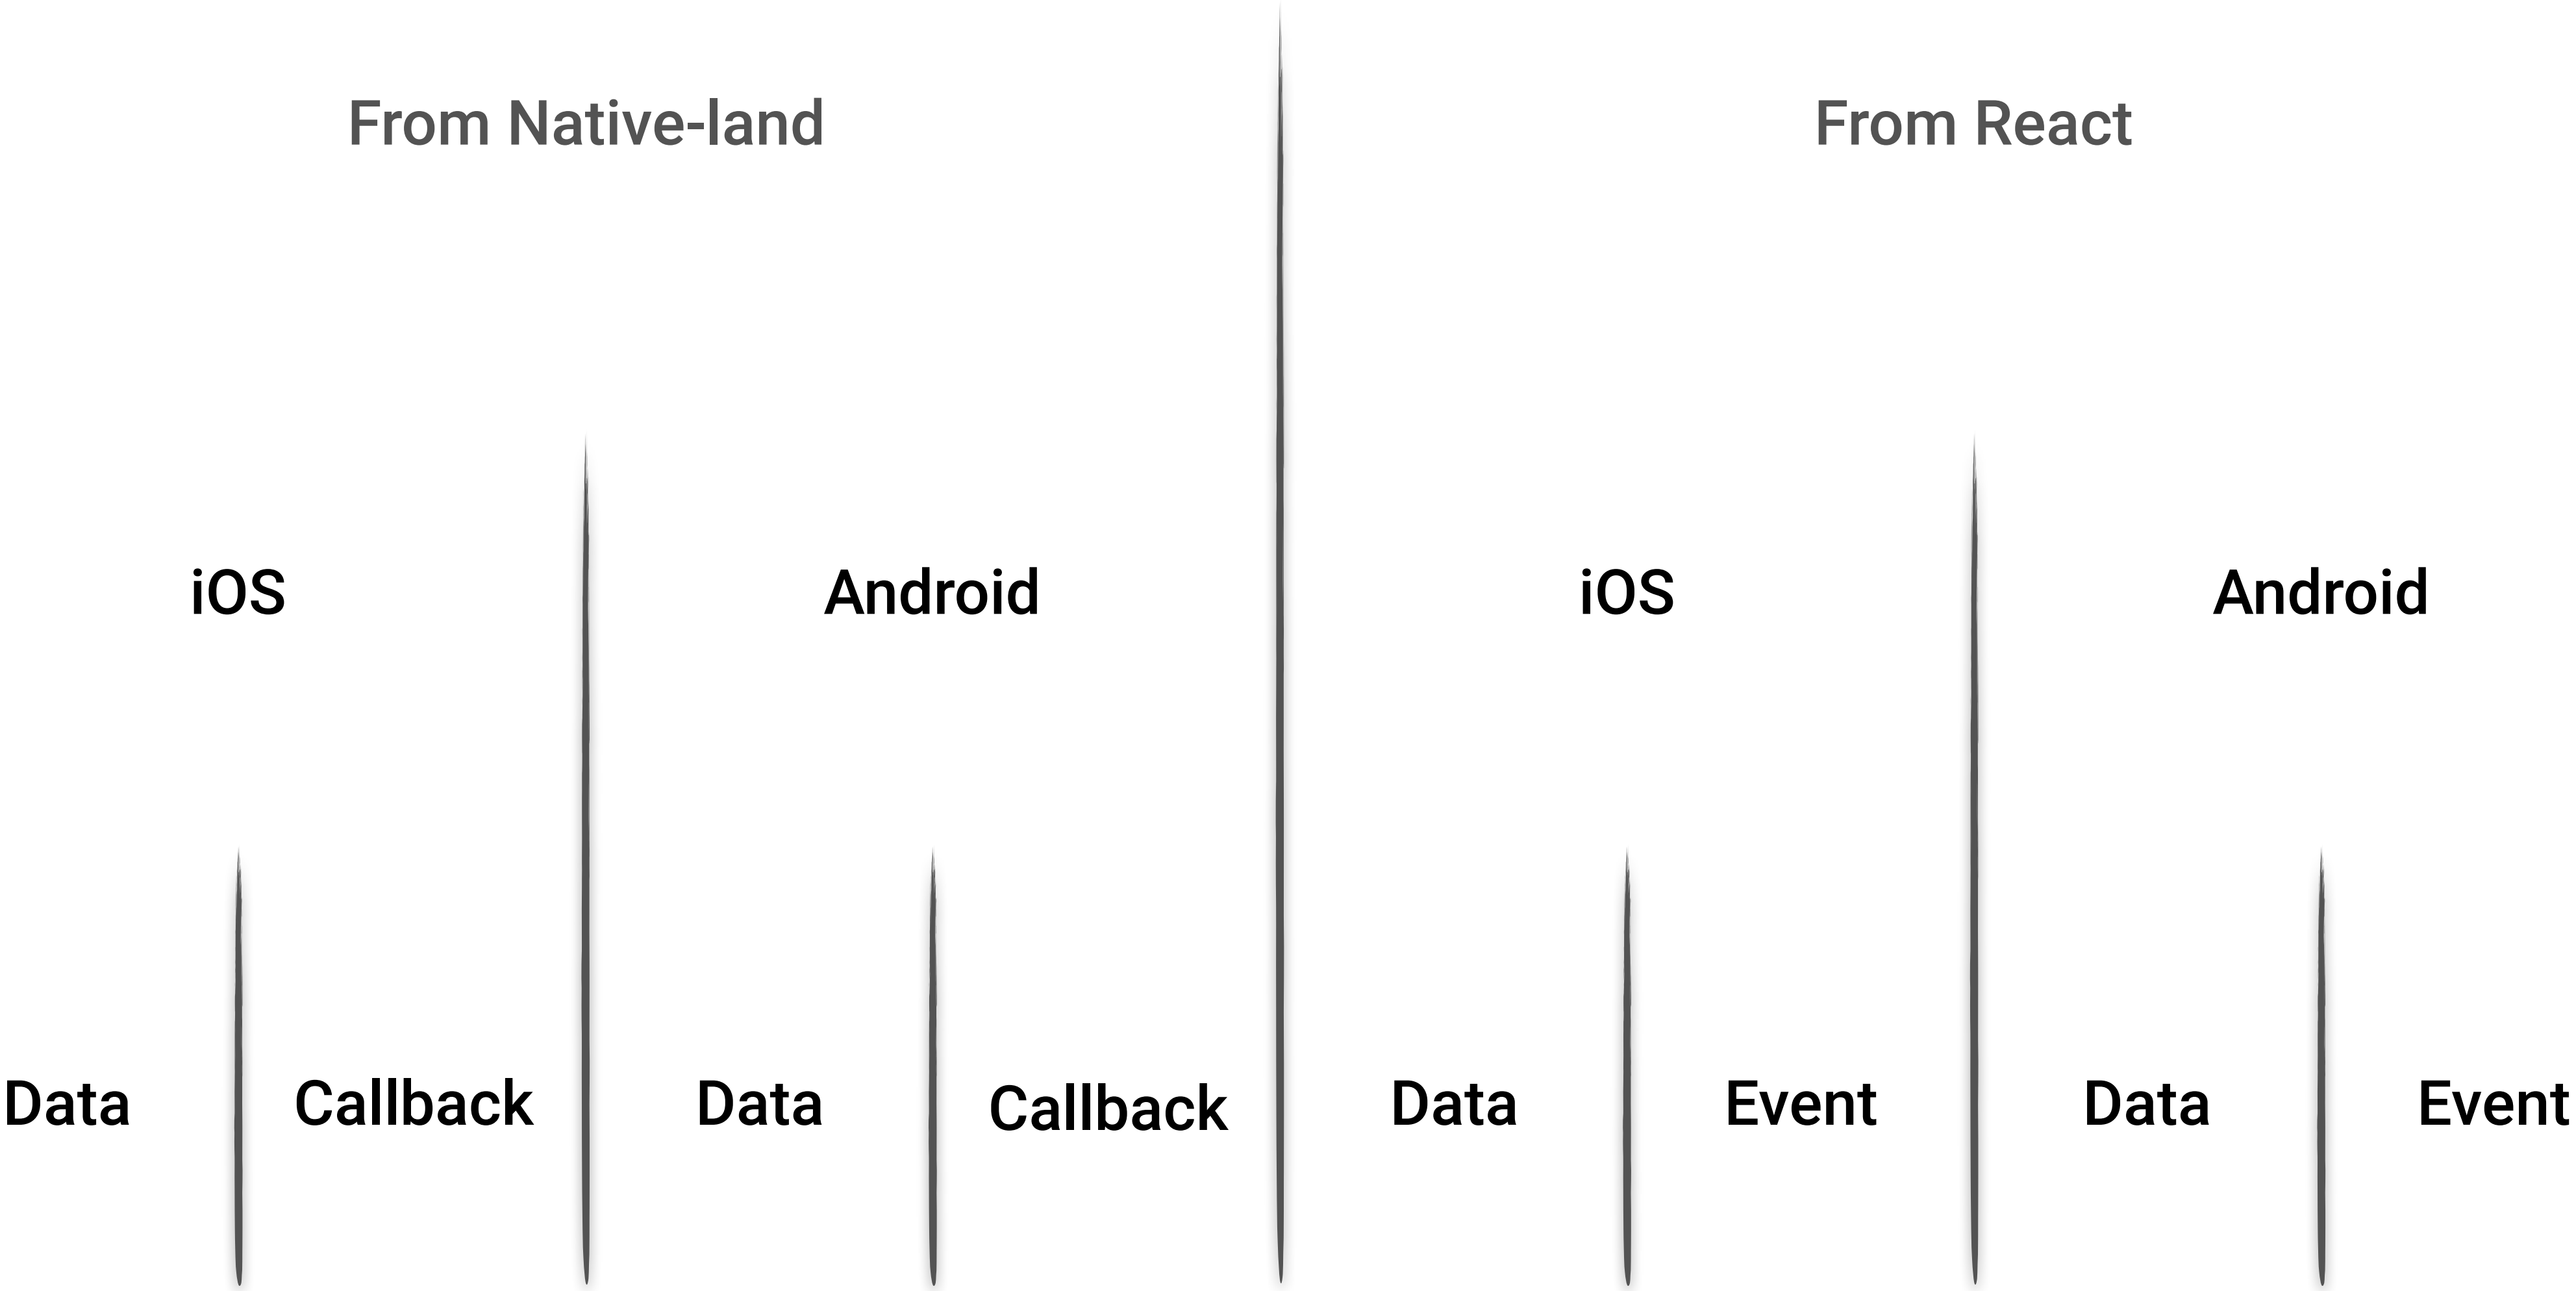 From Native-land
From React
iOS
Android
iOS
Android
Data
Callback
Data
Callback
Data
Event
Data
Event